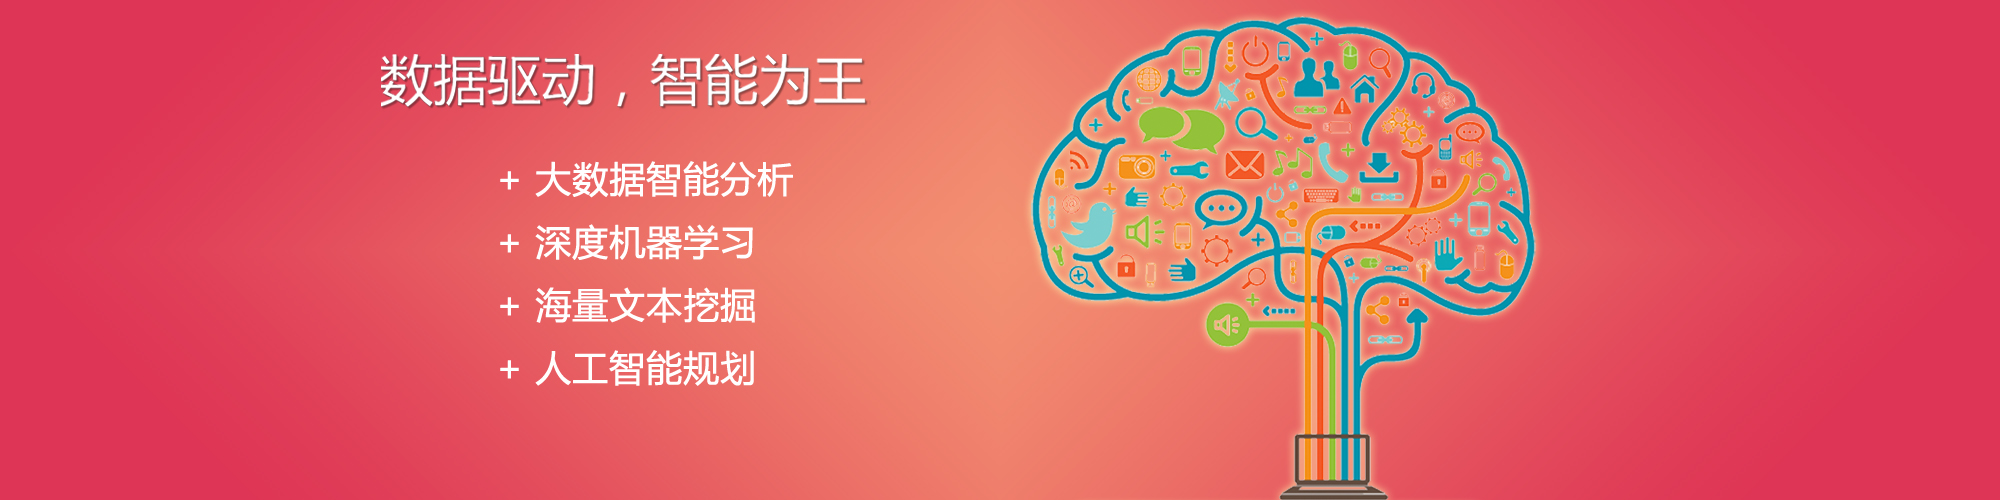 数据驱动，智能为王
+ 大数据智能分析
+ 深度机器学习
+ 海量文本挖掘
+ 人工智能规划